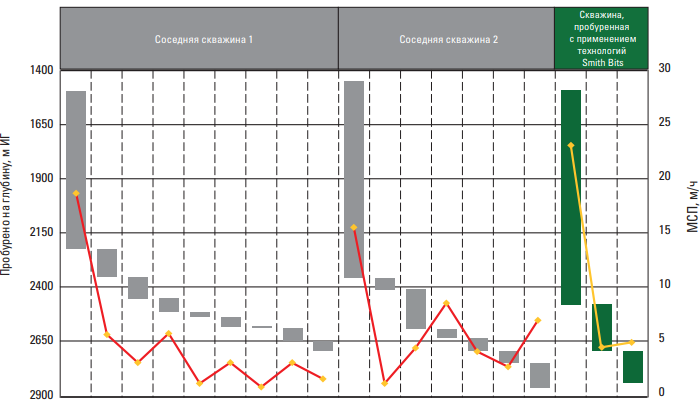 Соседняя скважина 1
Соседняя скважина 2
Скважина,
пробуренная
с применением
технологий
Smith Bits
Пробурено на глубину, м ИГ
1400
1650
1900
2150
2400
2650
2900
30
25
20
15
10
5
0
МСП, м/ч